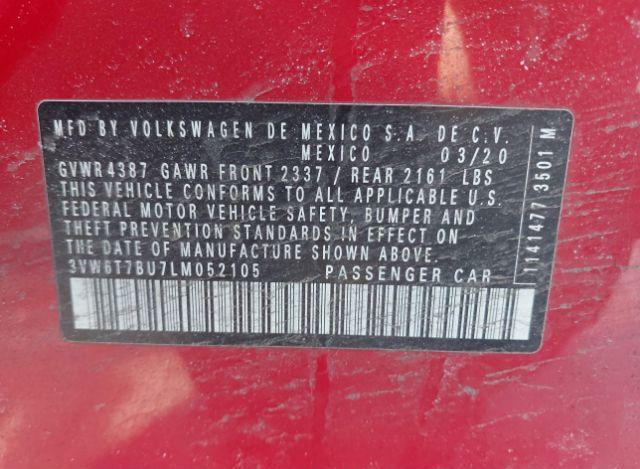 MFD BY VOLKSWAGEN DE MEXICO S.A. DE C.V.
MEXICO 03/20
GVWR 4387 GAWR FRONT 2337 / REAR 2161 LBS
THIS VEHICLE CONFORMS TO ALL APPLICABLE U.S.
FEDERAL MOTOR VEHICLE SAFETY, BUMPER AND
THEFT PREVENTION STANDARDS IN EFFECT ON
THE DATE OF MANUFACTURE SHOWN ABOVE.
3VW6T7BU7LM052105 PASSENGER CAR
1141477 3501 M